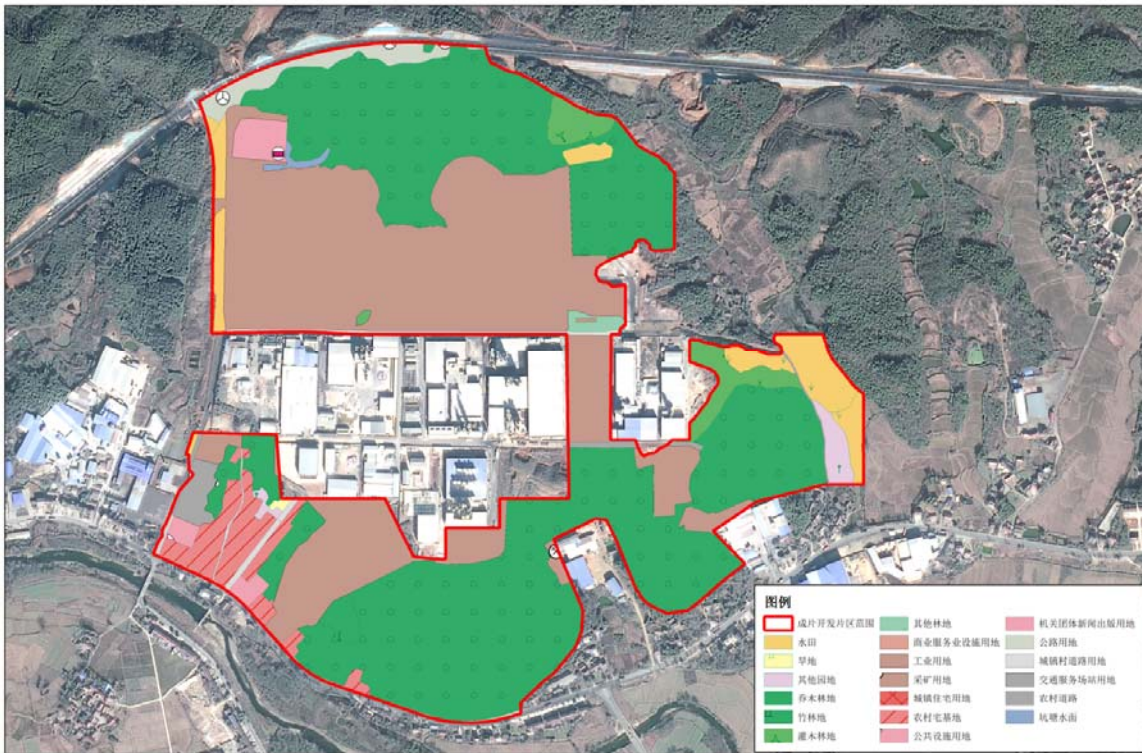 图例
成片开发片区范围
水田
旱地
其他园地
乔木林地
竹林地
灌木林地
其他林地
商业服务业设施用地
工业用地
采矿用地
城镇住宅用地
农村宅基地
公共设施用地
机关团体新闻出版用地
公路用地
城镇村道路用地
交通服务场站用地
农村道路
坑塘水面